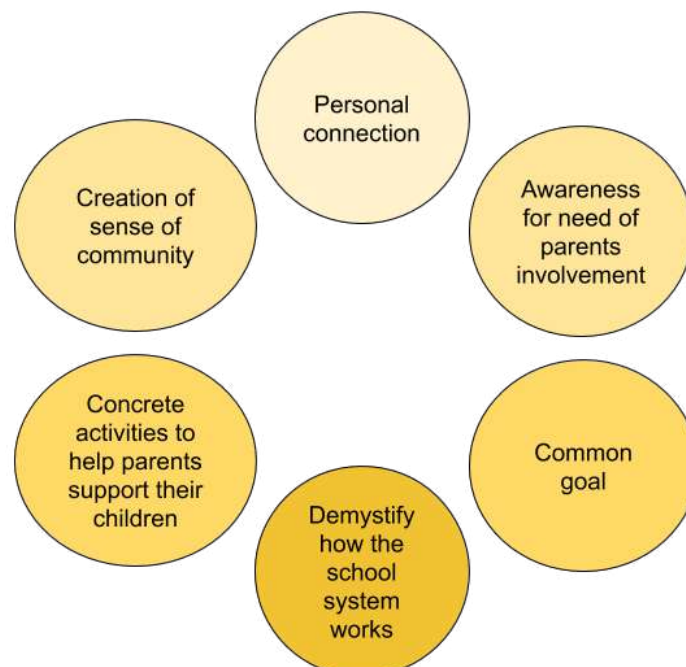 Personal
connection
Awareness
for need of
parents
involvement
Common
goal
Demystify
how the
school
system
works
Concrete
activities to
help parents
support their
children
Creation of
sense of
community